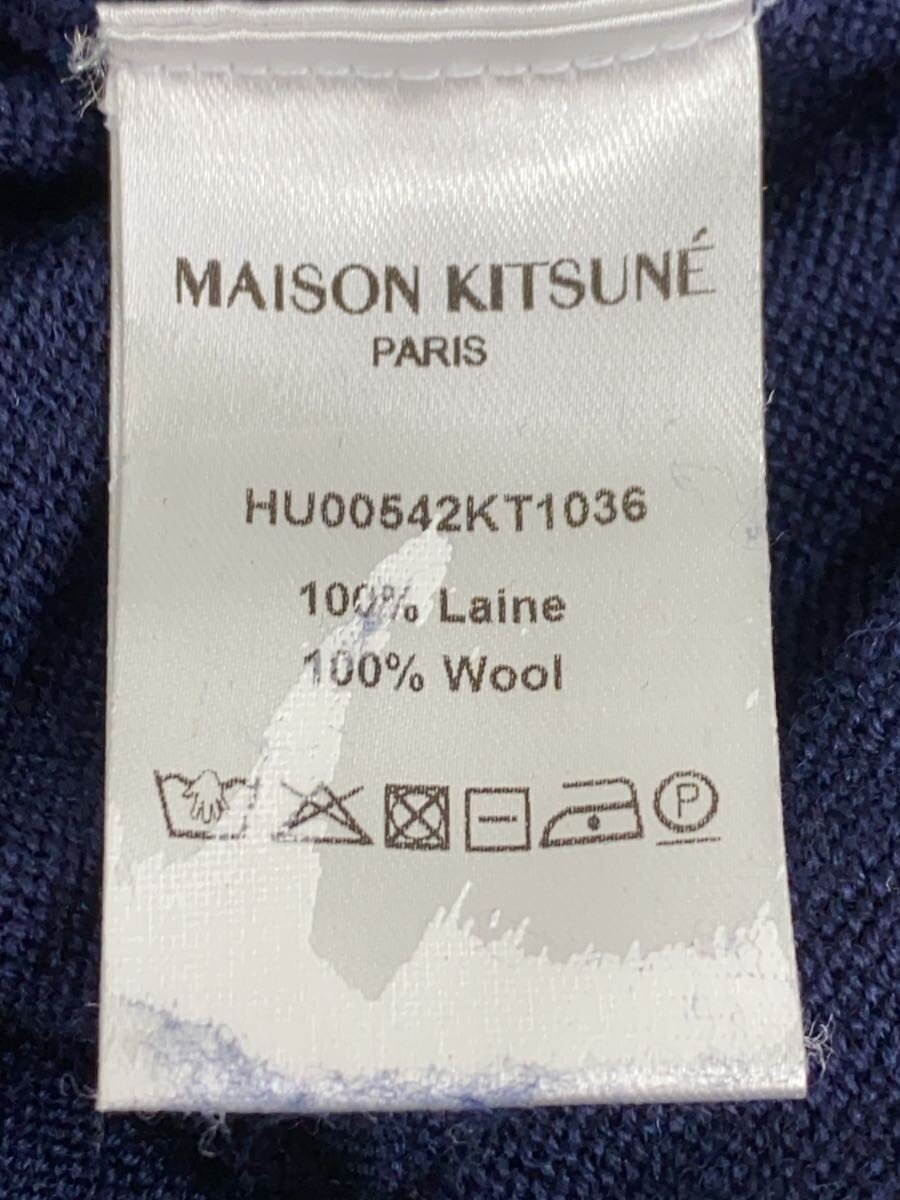 MAISON KITSUNÉ
PARIS
HU00542KT1036
100% Laine
100% Wool
P